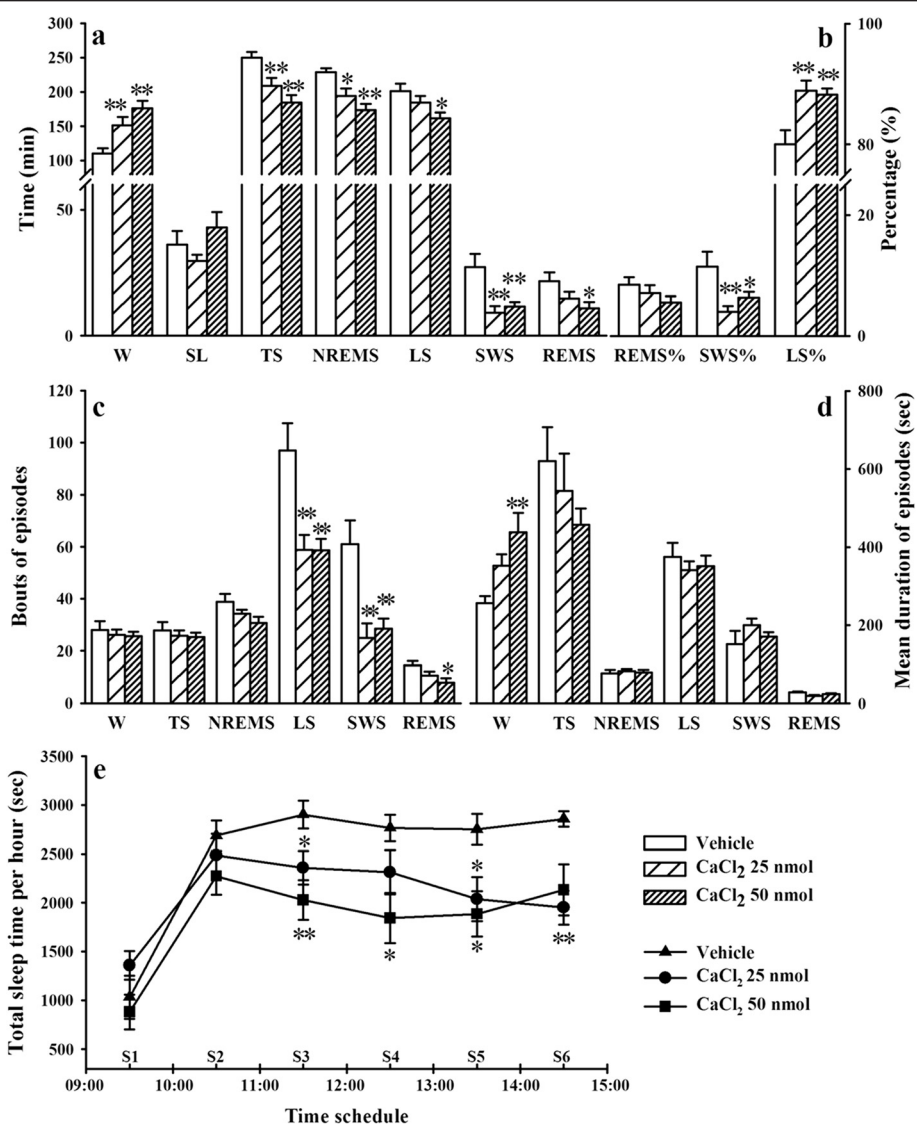 a
b
Time (min)
300
250
200
150
100
50
0
** ** ** ** * ** * ** ** * ** * ** **
Percentage (%)
100
80
20
0
W SL TS NREMS LS SWS REMS REMS% SWS% LS%
c
d
Bouts of episodes
120
100
80
60
40
20
0
** ** ** ** * **
Mean duration of episodes (sec)
800
600
400
200
0
W TS NREMS LS SWS REMS W TS NREMS LS SWS REMS
e
Total sleep time per hour (sec)
3500
3000
2500
2000
1500
1000
500
* *
** * * **
S1 S2 S3 S4 S5 S6
09:00 10:00 11:00 12:00 13:00 14:00 15:00
Time schedule
Vehicle
CaCl₂ 25 nmol
CaCl₂ 50 nmol
Vehicle
CaCl₂ 25 nmol
CaCl₂ 50 nmol